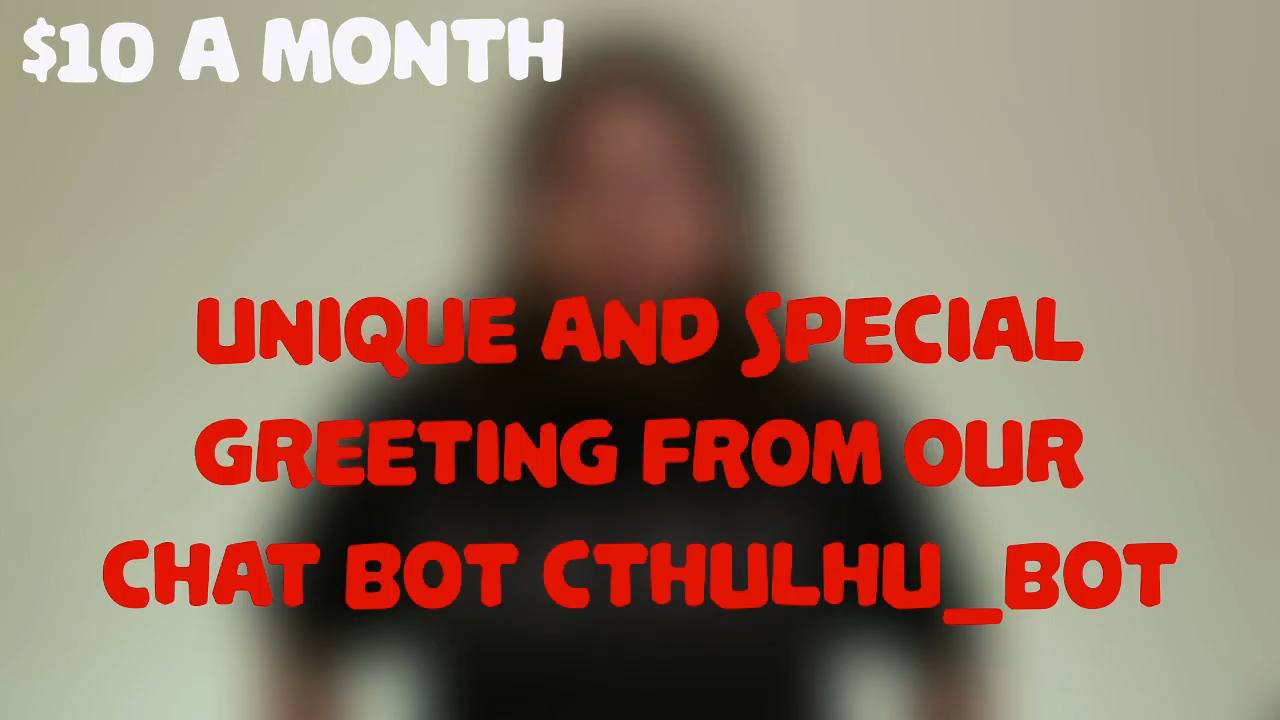 $10 A MONTH
UNIQUE AND SPECIAL
GREETING FROM OUR
CHAT BOT CTHULHU_BOT